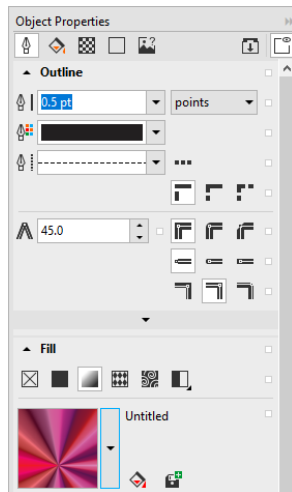 Object Properties
Outline
0.5 pt
points
45.0
Fill
Untitled